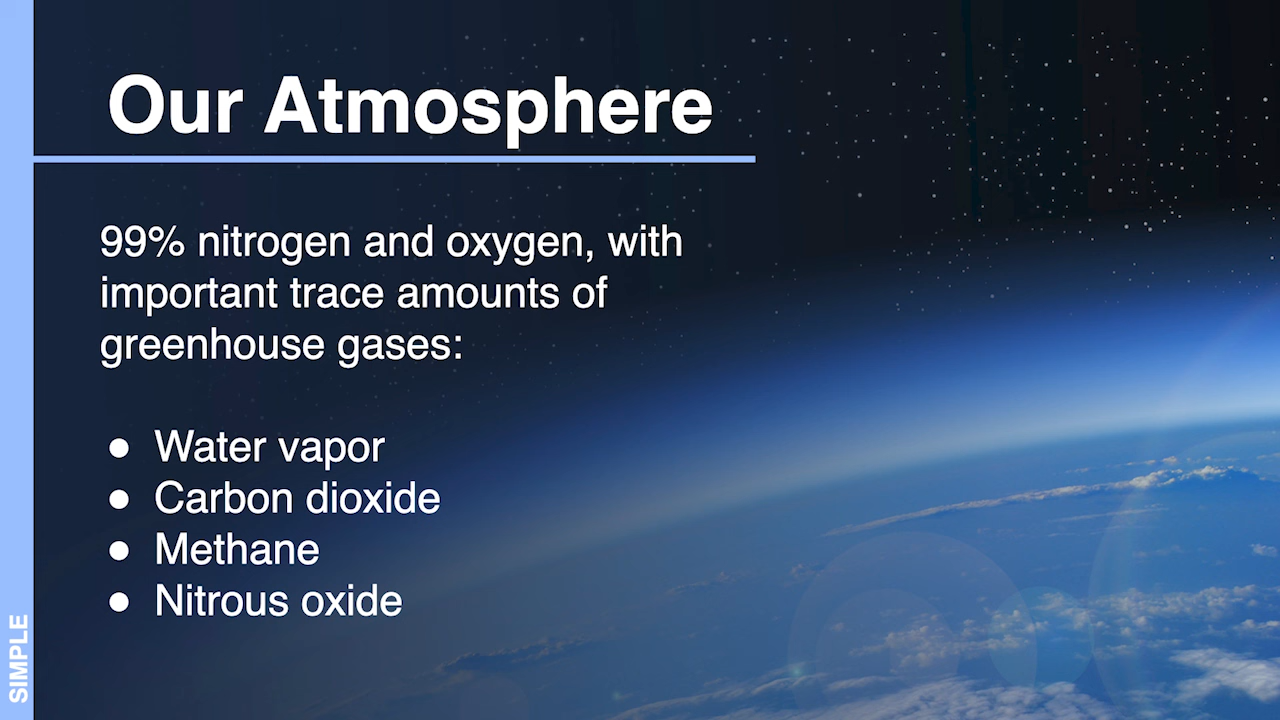 Our Atmosphere
99% nitrogen and oxygen, with
important trace amounts of
greenhouse gases:
● Water vapor
● Carbon dioxide
● Methane
● Nitrous oxide
SIMPLE